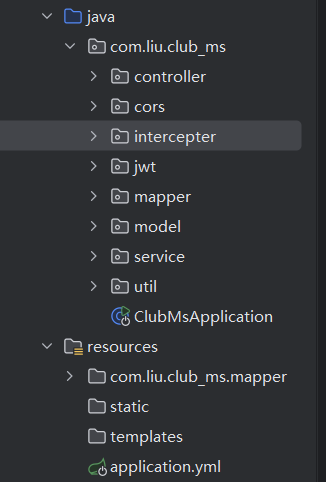 java
com.liu.club_ms
controller
cors
intercepter
jwt
mapper
model
service
util
ClubMsApplication
resources
com.liu.club_ms.mapper
static
templates
application.yml